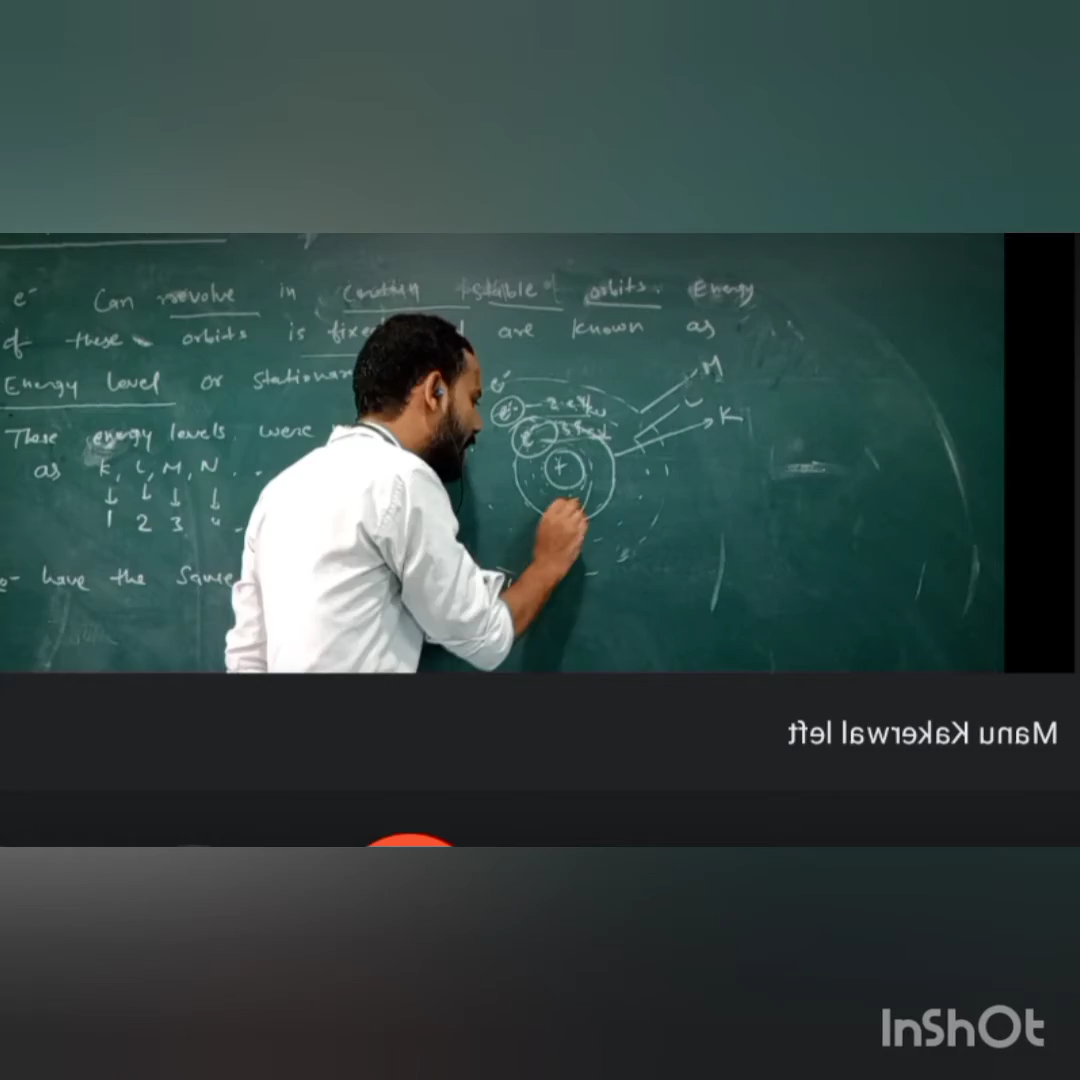 e⁻ Can revolve in certain stable orbits. Energy
of these orbits is fixed are known as
Energy level or stationar
These energy levels were
as K, L, M, N ...
↓ ↓ ↓ ↓
1 2 3 4
e⁻ have the same
e⁻
M
e⁻
L
K
e⁻
+
Manu Kakerwal left
InShOt